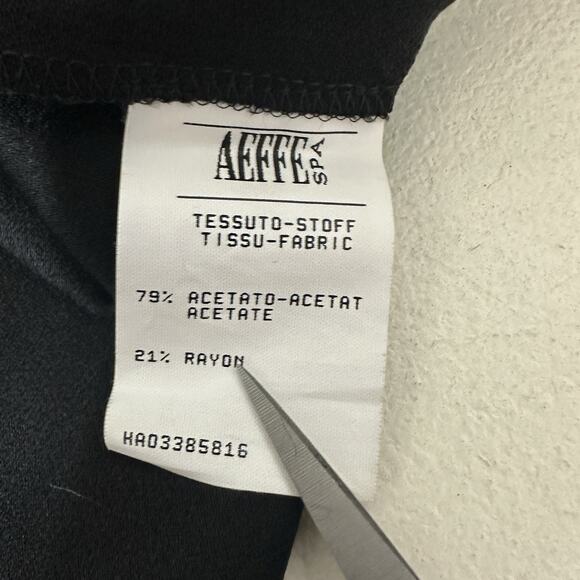 AEFFE SPA
TESSUTO-STOFF
TISSU-FABRIC
79% ACETATO-ACETAT
ACETATE
21% RAYON
HA03385816